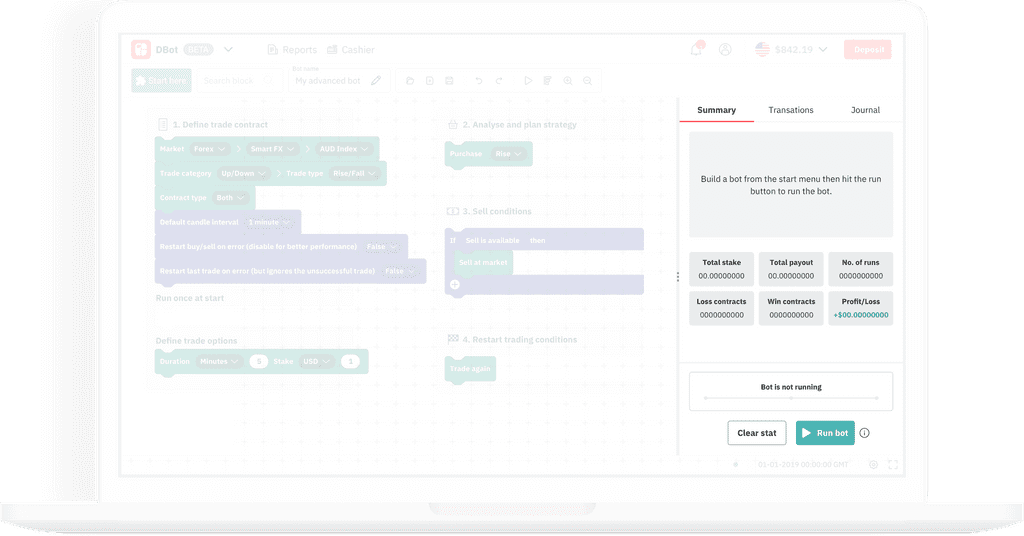 DBot BETA Reports Cashier $842.19 Deposit
Start here Search block Bot name
My advanced bot
Summary Transations Journal
1. Define trade contract
Market Forex Smart FX AUD Index
Trade category Up/Down Trade type Rise/Fall
Contract type Both
Default candle interval 1 minute
Restart buy/sell on error (disable for better performance) False
Restart last trade on error (but ignores the unsuccessful trade) False
Run once at start
Define trade options
Duration Minutes 5 Stake USD 1
2. Analyse and plan strategy
Purchase Rise
3. Sell conditions
If Sell is available then
Sell at market
4. Restart trading conditions
Trade again
Build a bot from the start menu then hit the run
button to run the bot.
Total stake Total payout No. of runs
00.00000000 00.00000000 0000000000
Loss contracts Win contracts Profit/Loss
0000000000 0000000000 +$00.00000000
Bot is not running
Clear stat Run bot
01-01-2019 00:00:00 GMT